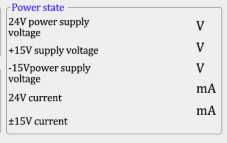 Power state
24V power supply voltage V
+15V supply voltage V
-15Vpower supply voltage V
24V current mA
±15V current mA